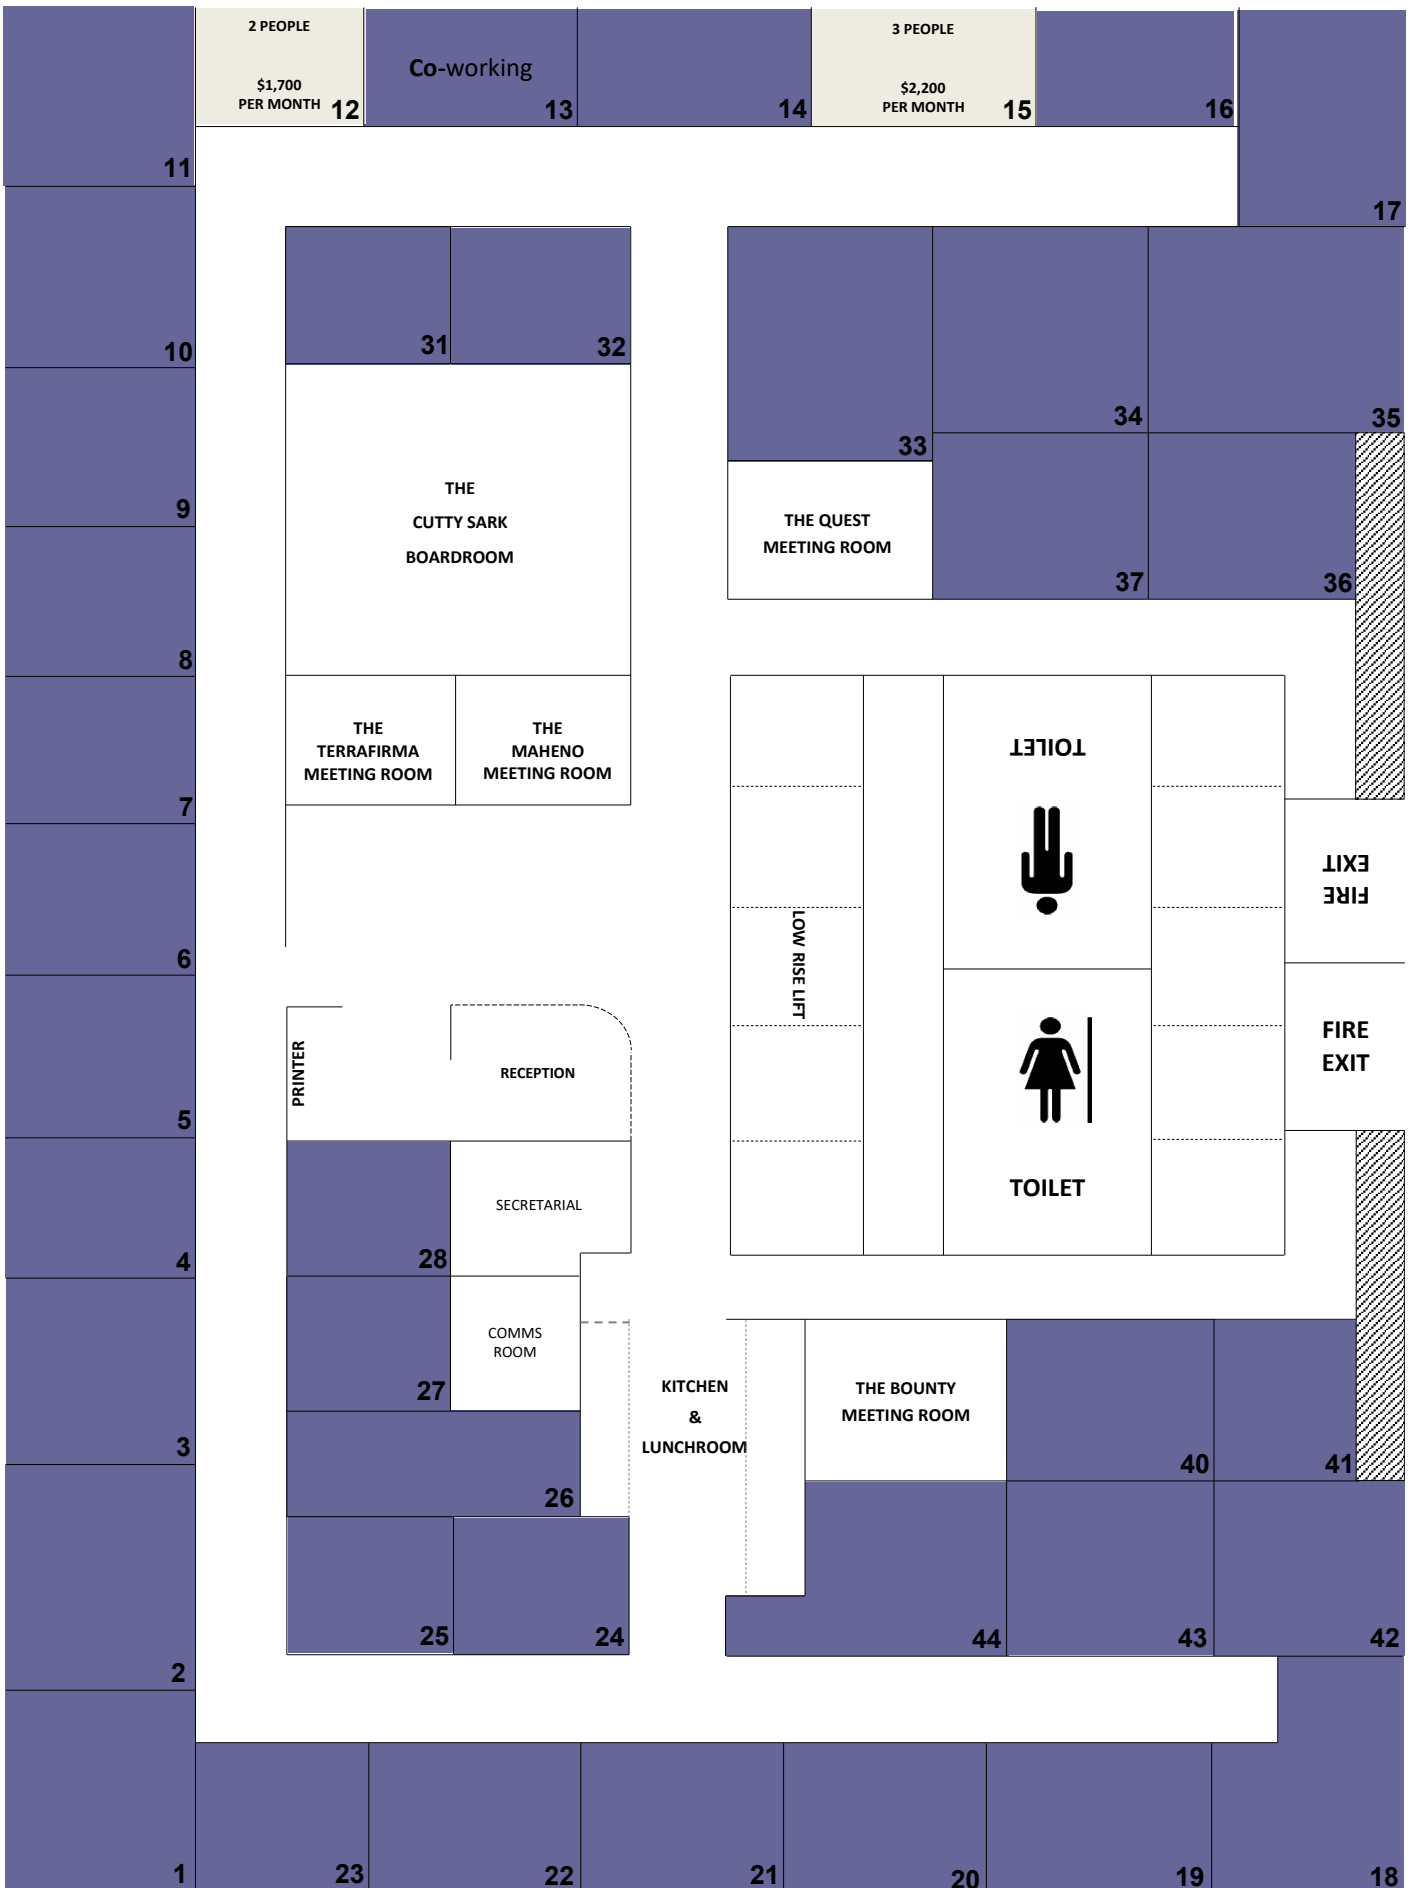 2 PEOPLE
$1,700
PER MONTH 12
Co-working
13
14
3 PEOPLE
$2,200
PER MONTH 15
16
11
17
10
31
32
33
34
35
9
THE
CUTTY SARK
BOARDROOM
THE QUEST
MEETING ROOM
37
36
8
THE
TERRAFIRMA
MEETING ROOM
THE
MAHENO
MEETING ROOM
TOILET
7
FIRE
EXIT
LOW RISE LIFT
6
PRINTER
RECEPTION
FIRE
EXIT
5
SECRETARIAL
TOILET
28
4
COMMS
ROOM
27
KITCHEN
&
LUNCHROOM
THE BOUNTY
MEETING ROOM
40
41
3
26
25
24
44
43
42
2
1
23
22
21
20
19
18